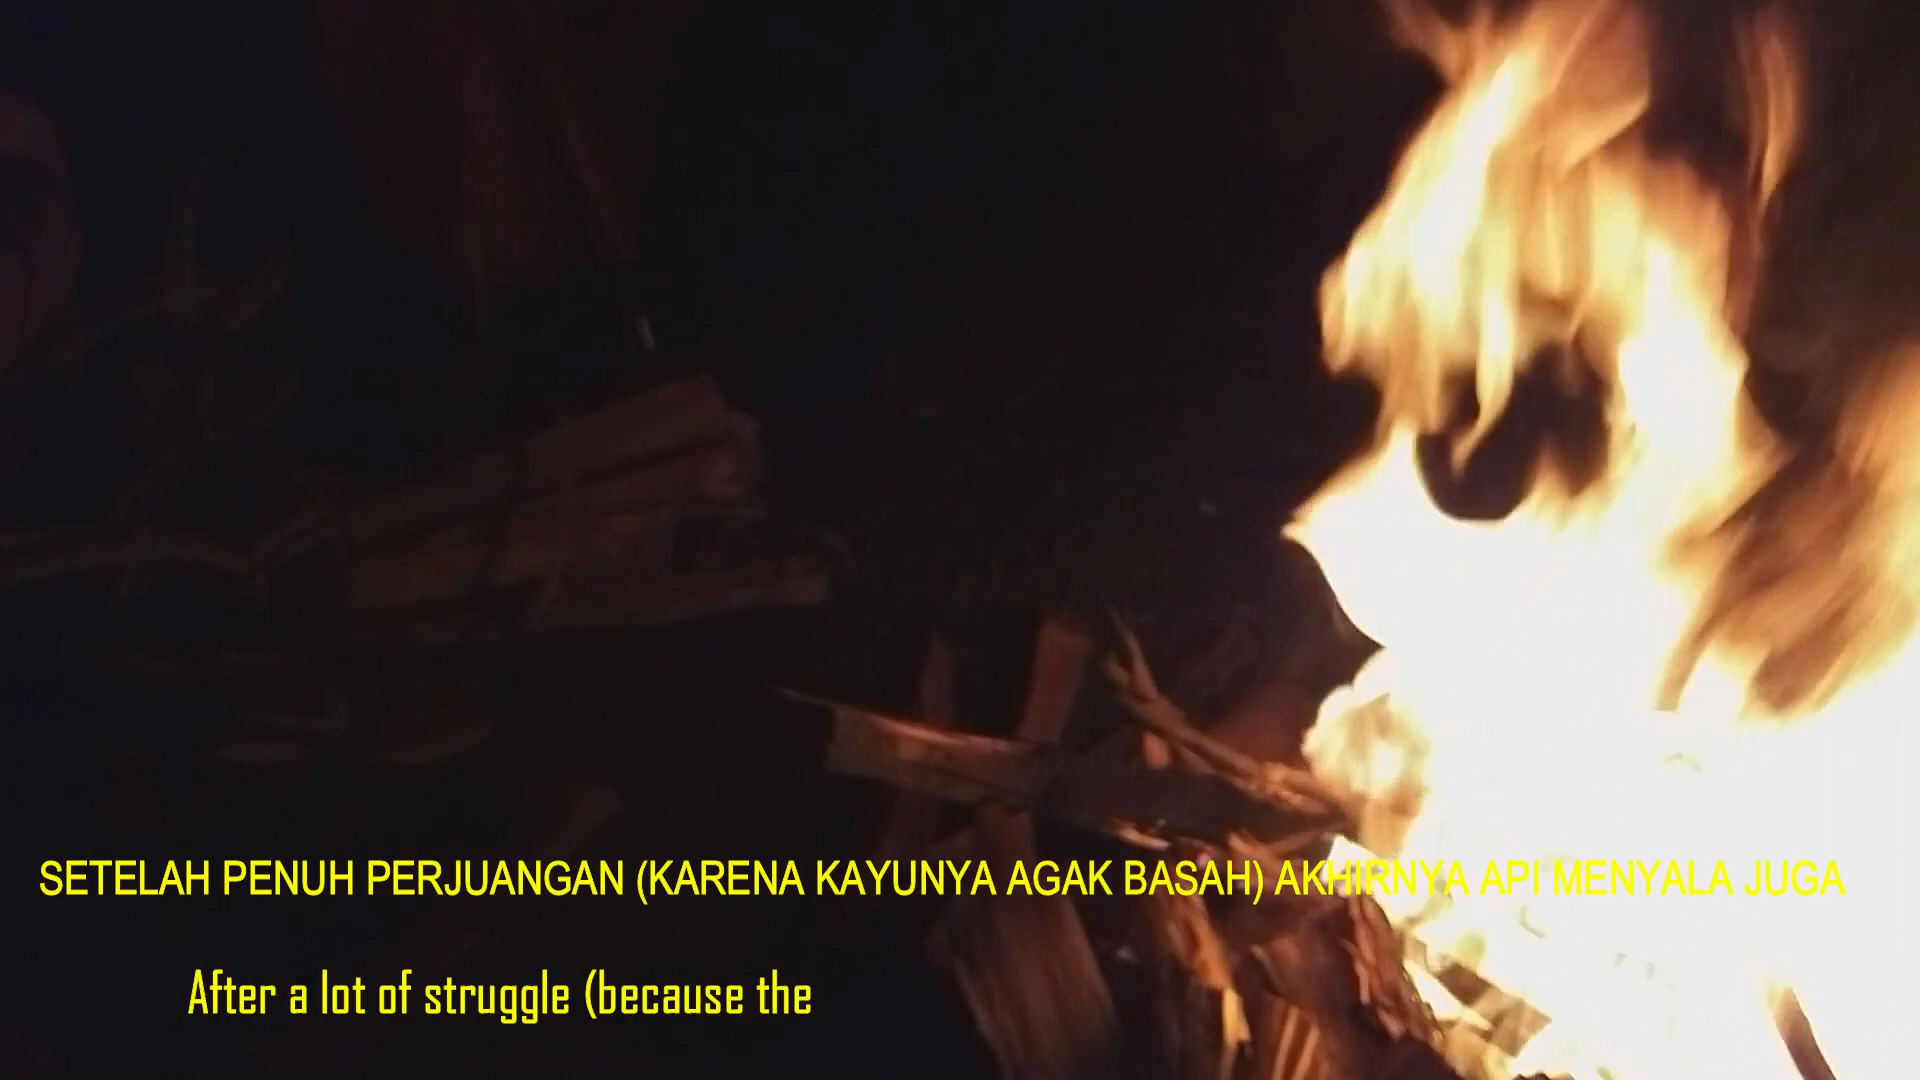 SETELAH PENUH PERJUANGAN (KARENA KAYUNYA AGAK BASAH) AKHIRNYA API MENYALA JUGA
After a lot of struggle (because the